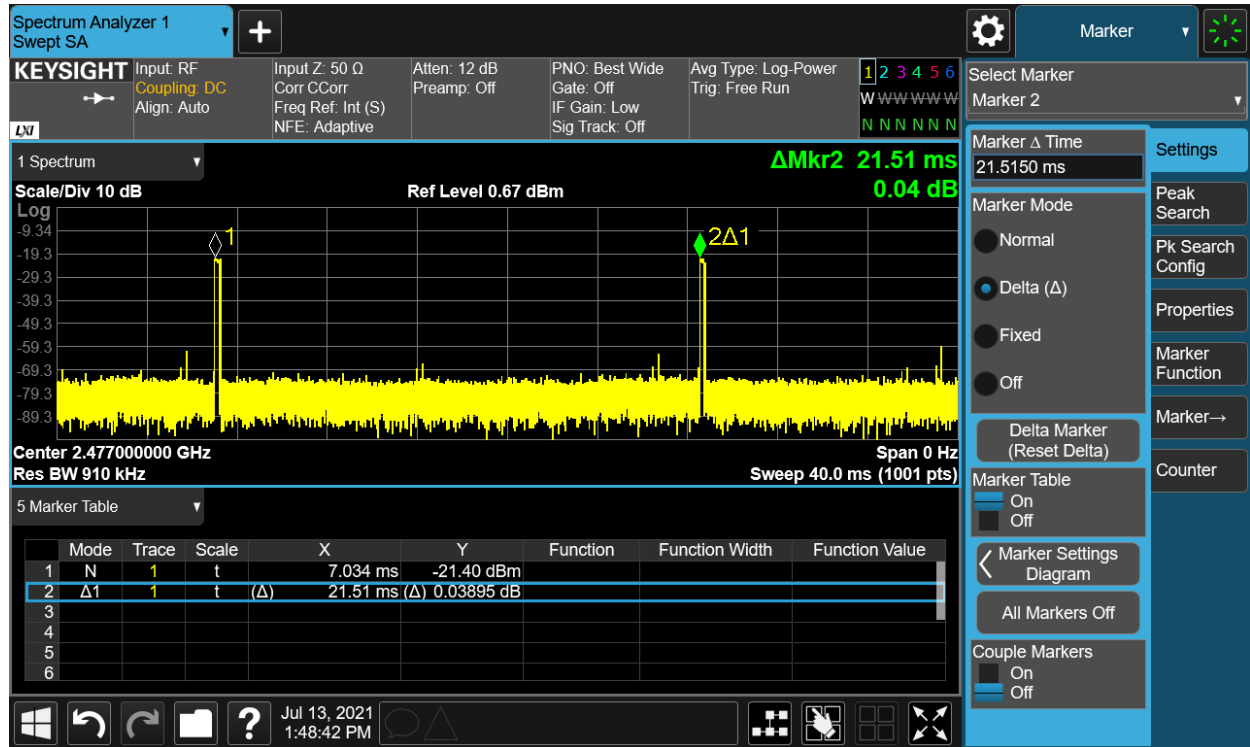 Spectrum Analyzer 1
Swept SA
+
Marker
KEYSIGHT
LXI
Input: RF
Coupling: DC
Align: Auto
Input Z: 50 Ω
Corr CCorr
Freq Ref: Int (S)
NFE: Adaptive
Atten: 12 dB
Preamp: Off
PNO: Best Wide
Gate: Off
IF Gain: Low
Sig Track: Off
Avg Type: Log-Power
Trig: Free Run
1 2 3 4 5 6
W W W W W W
N N N N N N
Select Marker
Marker 2
1 Spectrum
ΔMkr2 21.51 ms
0.04 dB
Scale/Div 10 dB
Ref Level 0.67 dBm
Log
-9.34
-19.3
-29.3
-39.3
-49.3
-59.3
-69.3
-79.3
-89.3
1
2Δ1
Center 2.477000000 GHz
Res BW 910 kHz
Span 0 Hz
Sweep 40.0 ms (1001 pts)
5 Marker Table
Mode Trace Scale X Y Function Function Width Function Value
1 N 1 t 7.034 ms -21.40 dBm
2 Δ1 1 t (Δ) 21.51 ms (Δ) 0.03895 dB
3
4
5
6
Marker Δ Time
21.5150 ms
Marker Mode
Normal
Delta (Δ)
Fixed
Off
Delta Marker
(Reset Delta)
Marker Table
On
Off
Marker Settings
Diagram
All Markers Off
Couple Markers
On
Off
Settings
Peak
Search
Pk Search
Config
Properties
Marker
Function
Marker→
Counter
?
Jul 13, 2021
1:48:42 PM